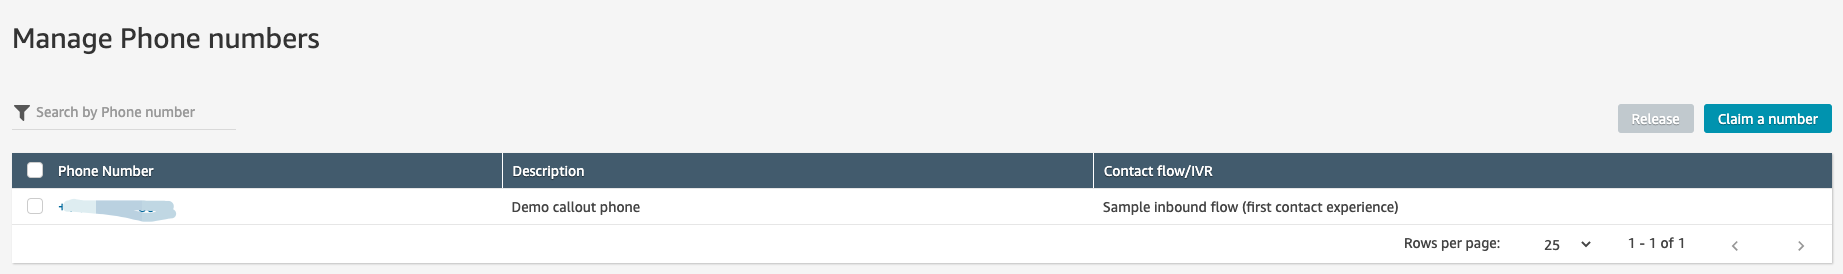 Manage Phone numbers
Search by Phone number
Release
Claim a number
Phone Number
Description
Contact flow/IVR
Demo callout phone
Sample inbound flow (first contact experience)
Rows per page:
25
1 - 1 of 1